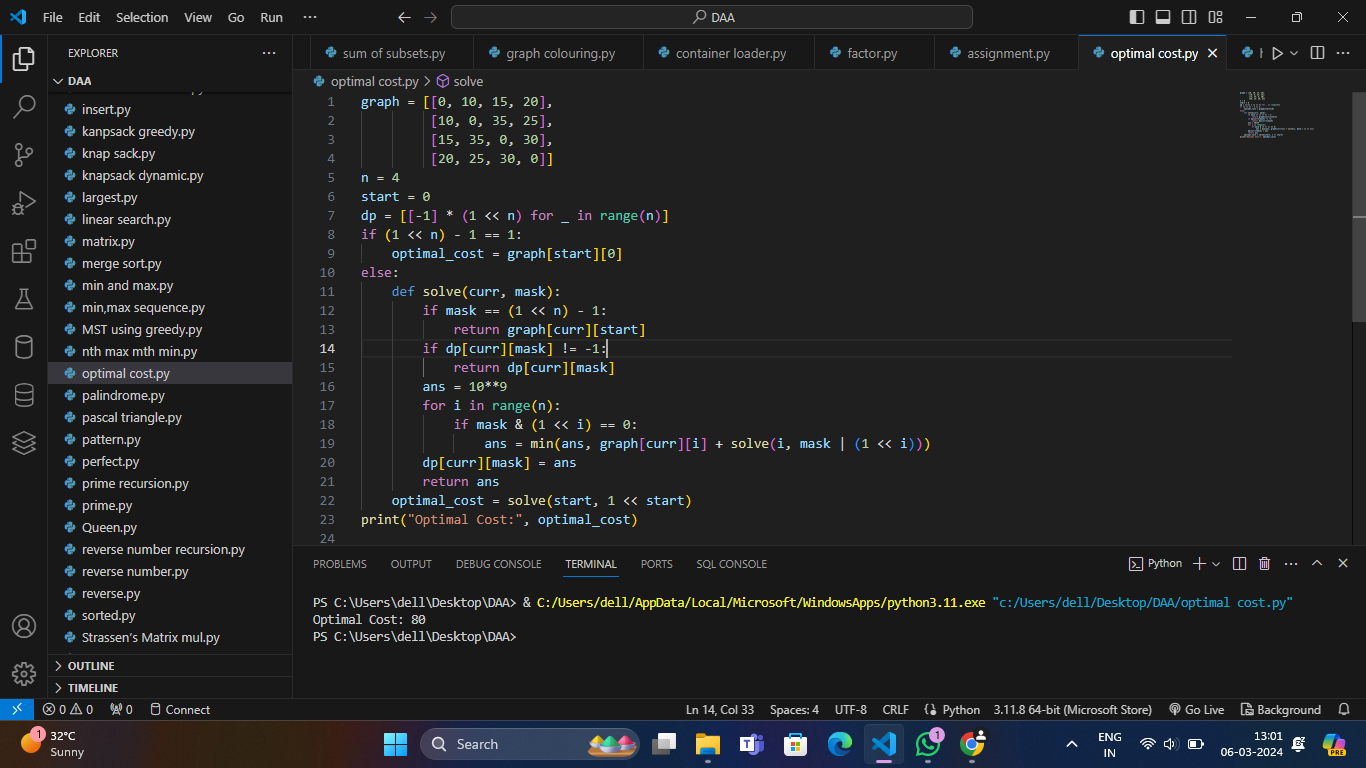 File Edit Selection View Go Run ··· DAA
EXPLORER ···
sum of subsets.py graph colouring.py container loader.py factor.py assignment.py optimal cost.py
DAA
optimal cost.py > solve
insert.py
kanpsack greedy.py
knap sack.py
knapsack dynamic.py
largest.py
linear search.py
matrix.py
merge sort.py
min and max.py
min,max sequence.py
MST using greedy.py
nth max mth min.py
optimal cost.py
palindrome.py
pascal triangle.py
pattern.py
perfect.py
prime recursion.py
prime.py
Queen.py
reverse number recursion.py
reverse number.py
reverse.py
sorted.py
Strassen's Matrix mul.py
OUTLINE
TIMELINE
1 graph = [[0, 10, 15, 20],
2 [10, 0, 35, 25],
3 [15, 35, 0, 30],
4 [20, 25, 30, 0]]
5 n = 4
6 start = 0
7 dp = [[-1] * (1 << n) for _ in range(n)]
8 if (1 << n) - 1 == 1:
9 optimal_cost = graph[start][0]
10 else:
11 def solve(curr, mask):
12 if mask == (1 << n) - 1:
13 return graph[curr][start]
14 if dp[curr][mask] != -1:
15 return dp[curr][mask]
16 ans = 10**9
17 for i in range(n):
18 if mask & (1 << i) == 0:
19 ans = min(ans, graph[curr][i] + solve(i, mask | (1 << i)))
20 dp[curr][mask] = ans
21 return ans
22 optimal_cost = solve(start, 1 << start)
23 print("Optimal Cost:", optimal_cost)
24
PROBLEMS OUTPUT DEBUG CONSOLE TERMINAL PORTS SQL CONSOLE Python
PS C:\Users\dell\Desktop\DAA> & C:/Users/dell/AppData/Local/Microsoft/WindowsApps/python3.11.exe "c:/Users/dell/Desktop/DAA/optimal cost.py"
Optimal Cost: 80
PS C:\Users\dell\Desktop\DAA>
0 0 0 Connect Ln 14, Col 33 Spaces: 4 UTF-8 CRLF Python 3.11.8 64-bit (Microsoft Store) Go Live Background
1 32°C
Sunny
Search
1
ENG
IN
13:01
06-03-2024
PRE